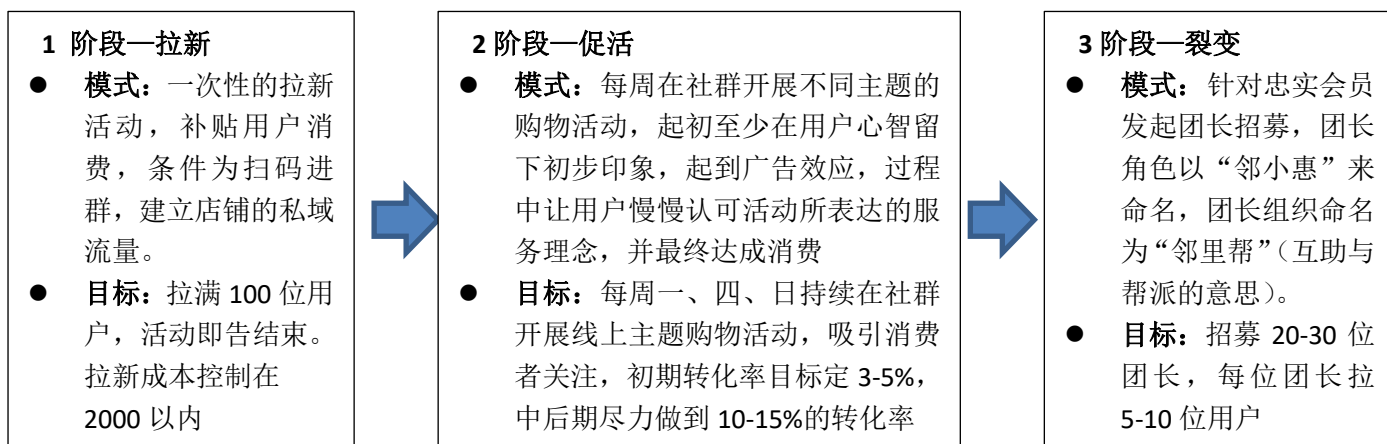 1 阶段—拉新
● 模式：一次性的拉新
活动，补贴用户消
费，条件为扫码进
群，建立店铺的私域
流量。
● 目标：拉满 100 位用
户，活动即告结束。
拉新成本控制在
2000 以内
2 阶段—促活
● 模式：每周在社群开展不同主题的
购物活动，起初至少在用户心智留
下初步印象，起到广告效应，过程
中让用户慢慢认可活动所表达的服
务理念，并最终达成消费
● 目标：每周一、四、日持续在社群
开展线上主题购物活动，吸引消费
者关注，初期转化率目标定 3-5%，
中后期尽力做到 10-15%的转化率
3 阶段—裂变
● 模式：针对忠实会员
发起团长招募，团长
角色以“邻小惠”来
命名，团长组织命名
为“邻里帮”（互助与
帮派的意思）。
● 目标：招募 20-30 位
团长，每位团长拉
5-10 位用户